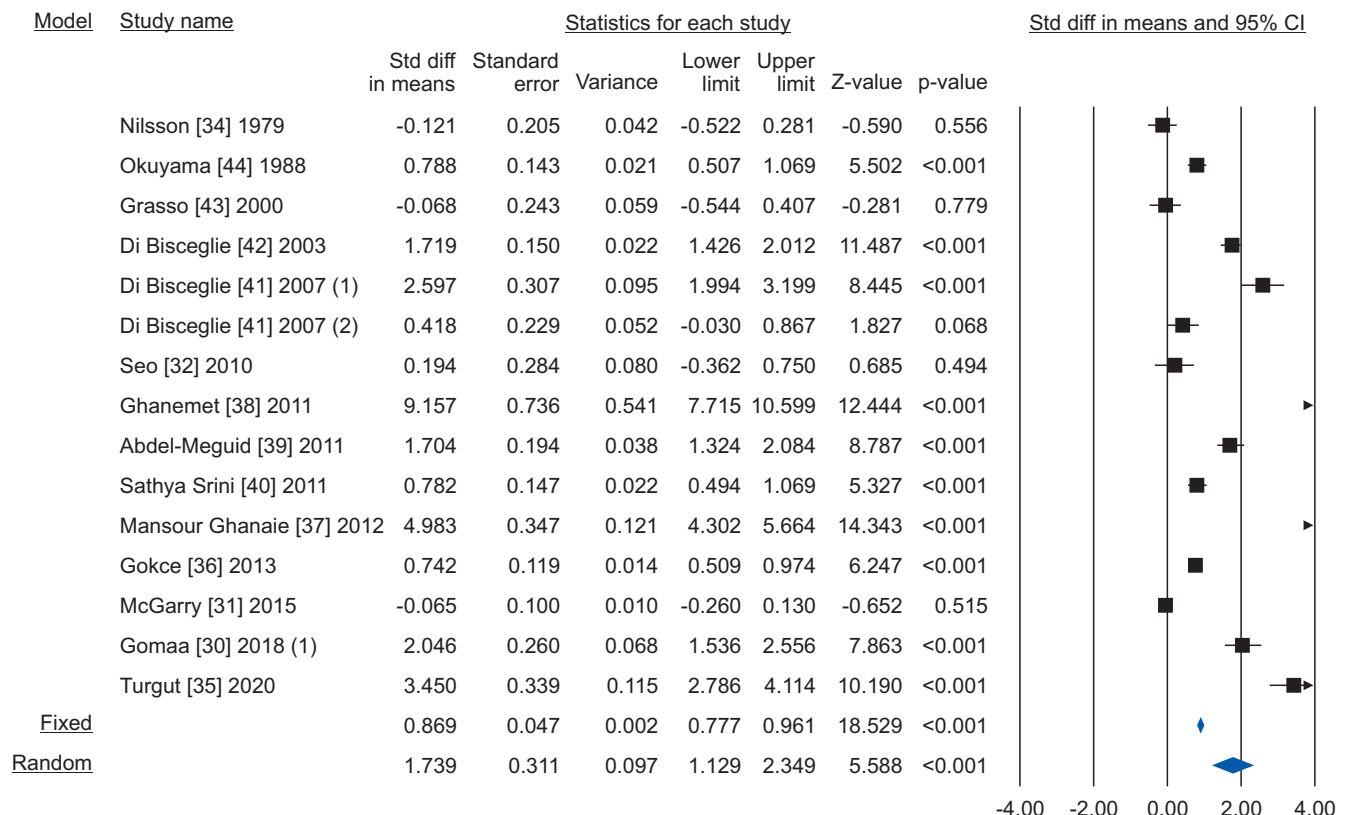 Model Study name Statistics for each study Std diff in means and 95% CI
Std diff Standard Lower Upper
in means error Variance limit limit Z-value p-value
Nilsson [34] 1979 -0.121 0.205 0.042 -0.522 0.281 -0.590 0.556
Okuyama [44] 1988 0.788 0.143 0.021 0.507 1.069 5.502 <0.001
Grasso [43] 2000 -0.068 0.243 0.059 -0.544 0.407 -0.281 0.779
Di Bisceglie [42] 2003 1.719 0.150 0.022 1.426 2.012 11.487 <0.001
Di Bisceglie [41] 2007 (1) 2.597 0.307 0.095 1.994 3.199 8.445 <0.001
Di Bisceglie [41] 2007 (2) 0.418 0.229 0.052 -0.030 0.867 1.827 0.068
Seo [32] 2010 0.194 0.284 0.080 -0.362 0.750 0.685 0.494
Ghanemet [38] 2011 9.157 0.736 0.541 7.715 10.599 12.444 <0.001
Abdel-Meguid [39] 2011 1.704 0.194 0.038 1.324 2.084 8.787 <0.001
Sathya Srini [40] 2011 0.782 0.147 0.022 0.494 1.069 5.327 <0.001
Mansour Ghanaie [37] 2012 4.983 0.347 0.121 4.302 5.664 14.343 <0.001
Gokce [36] 2013 0.742 0.119 0.014 0.509 0.974 6.247 <0.001
McGarry [31] 2015 -0.065 0.100 0.010 -0.260 0.130 -0.652 0.515
Gomaa [30] 2018 (1) 2.046 0.260 0.068 1.536 2.556 7.863 <0.001
Turgut [35] 2020 3.450 0.339 0.115 2.786 4.114 10.190 <0.001
Fixed 0.869 0.047 0.002 0.777 0.961 18.529 <0.001
Random 1.739 0.311 0.097 1.129 2.349 5.588 <0.001
-4.00 -2.00 0.00 2.00 4.00